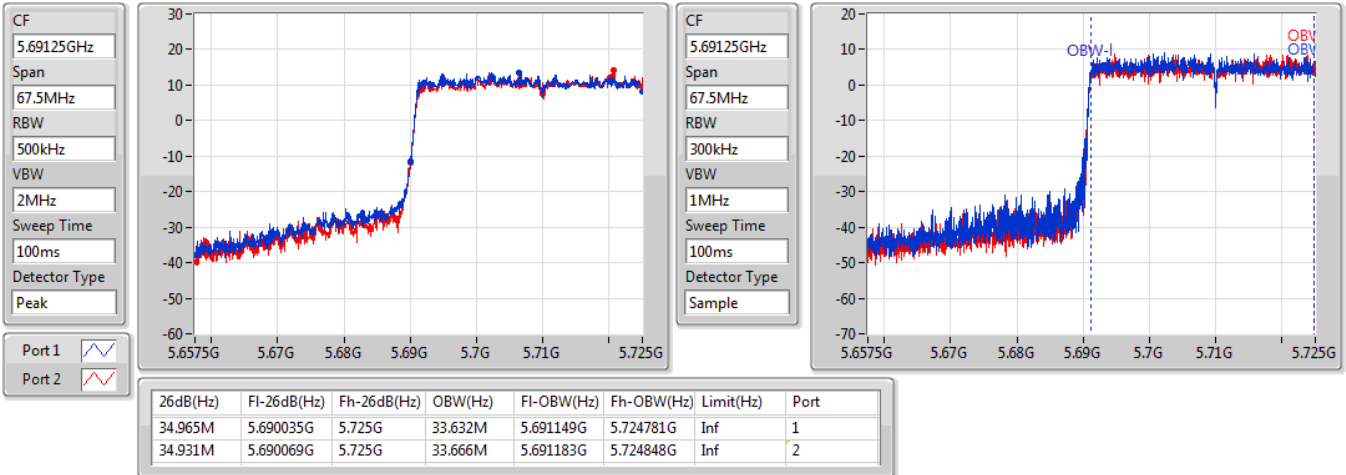 CF
5.69125GHz
Span
67.5MHz
RBW
500kHz
VBW
2MHz
Sweep Time
100ms
Detector Type
Peak
Port 1
Port 2
30
20
10
0
-10
-20
-30
-40
-50
-60
5.6575G 5.67G 5.68G 5.69G 5.7G 5.71G 5.725G
CF
5.69125GHz
Span
67.5MHz
RBW
300kHz
VBW
1MHz
Sweep Time
100ms
Detector Type
Sample
20
10
0
-10
-20
-30
-40
-50
-60
-70
OBW-l
OBW
OBW
5.6575G 5.67G 5.68G 5.69G 5.7G 5.71G 5.725G
26dB(Hz) Fl-26dB(Hz) Fh-26dB(Hz) OBW(Hz) Fl-OBW(Hz) Fh-OBW(Hz) Limit(Hz) Port
34.965M 5.690035G 5.725G 33.632M 5.691149G 5.724781G Inf 1
34.931M 5.690069G 5.725G 33.666M 5.691183G 5.724848G Inf 2